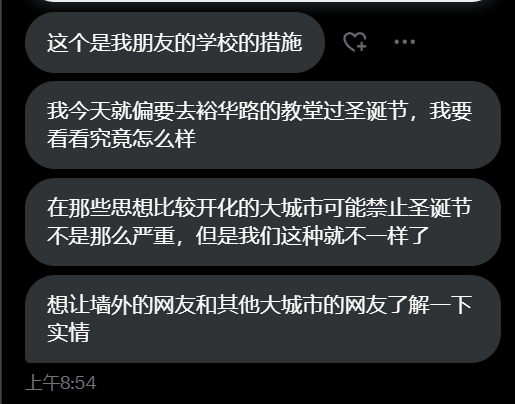 这个是我朋友的学校的措施
我今天就偏要去裕华路的教堂过圣诞节，我要
看看究竟怎么样
在那些思想比较开化的大城市可能禁止圣诞节
不是那么严重，但是我们这种就不一样了
想让墙外的网友和其他大城市的网友了解一下
实情
上午8:54